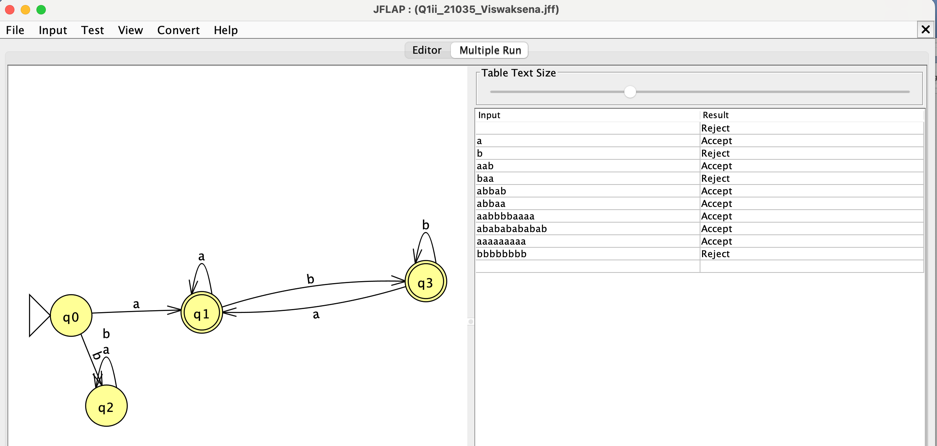 JFLAP : (Q1ii_21035_Viswaksena.jff)
File Input Test View Convert Help
Editor Multiple Run
Table Text Size
Input Result
Reject
a Accept
b Reject
aab Accept
baa Reject
abbab Accept
abbaa Accept
aabbbbaaaa Accept
ababababab​ab Accept
aaaaaaaaa Accept
bbbbbbbb Reject
b
a
b
a
q3
a
b
q0
q1
a
b
b
a
q2